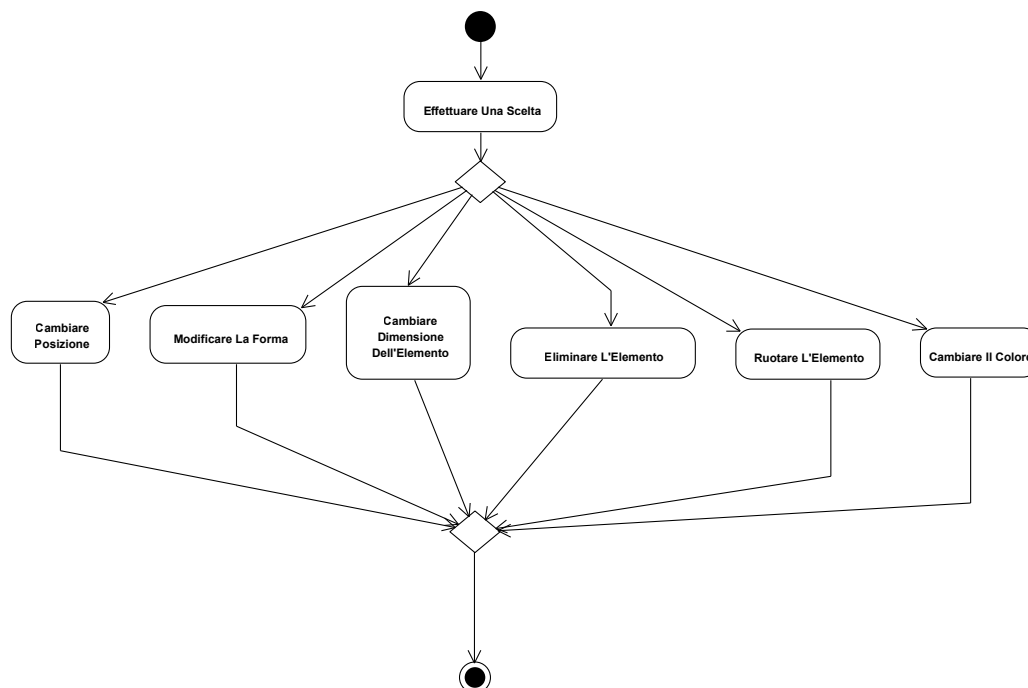 Effettuare Una Scelta
Cambiare
Posizione
Modificare La Forma
Cambiare
Dimensione
Dell'Elemento
Eliminare L'Elemento
Ruotare L'Elemento
Cambiare Il Colore